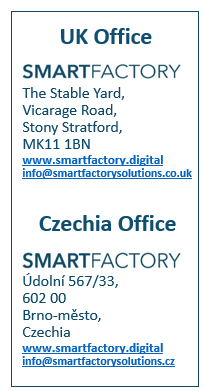 UK Office
SMARTFACTORY
The Stable Yard,
Vicarage Road,
Stony Stratford,
MK11 1BN
www.smartfactory.digital
info@smartfactorysolutions.co.uk
Czechia Office
SMARTFACTORY
Údolní 567/33,
602 00
Brno-město,
Czechia
www.smartfactory.digital
info@smartfactorysolutions.cz